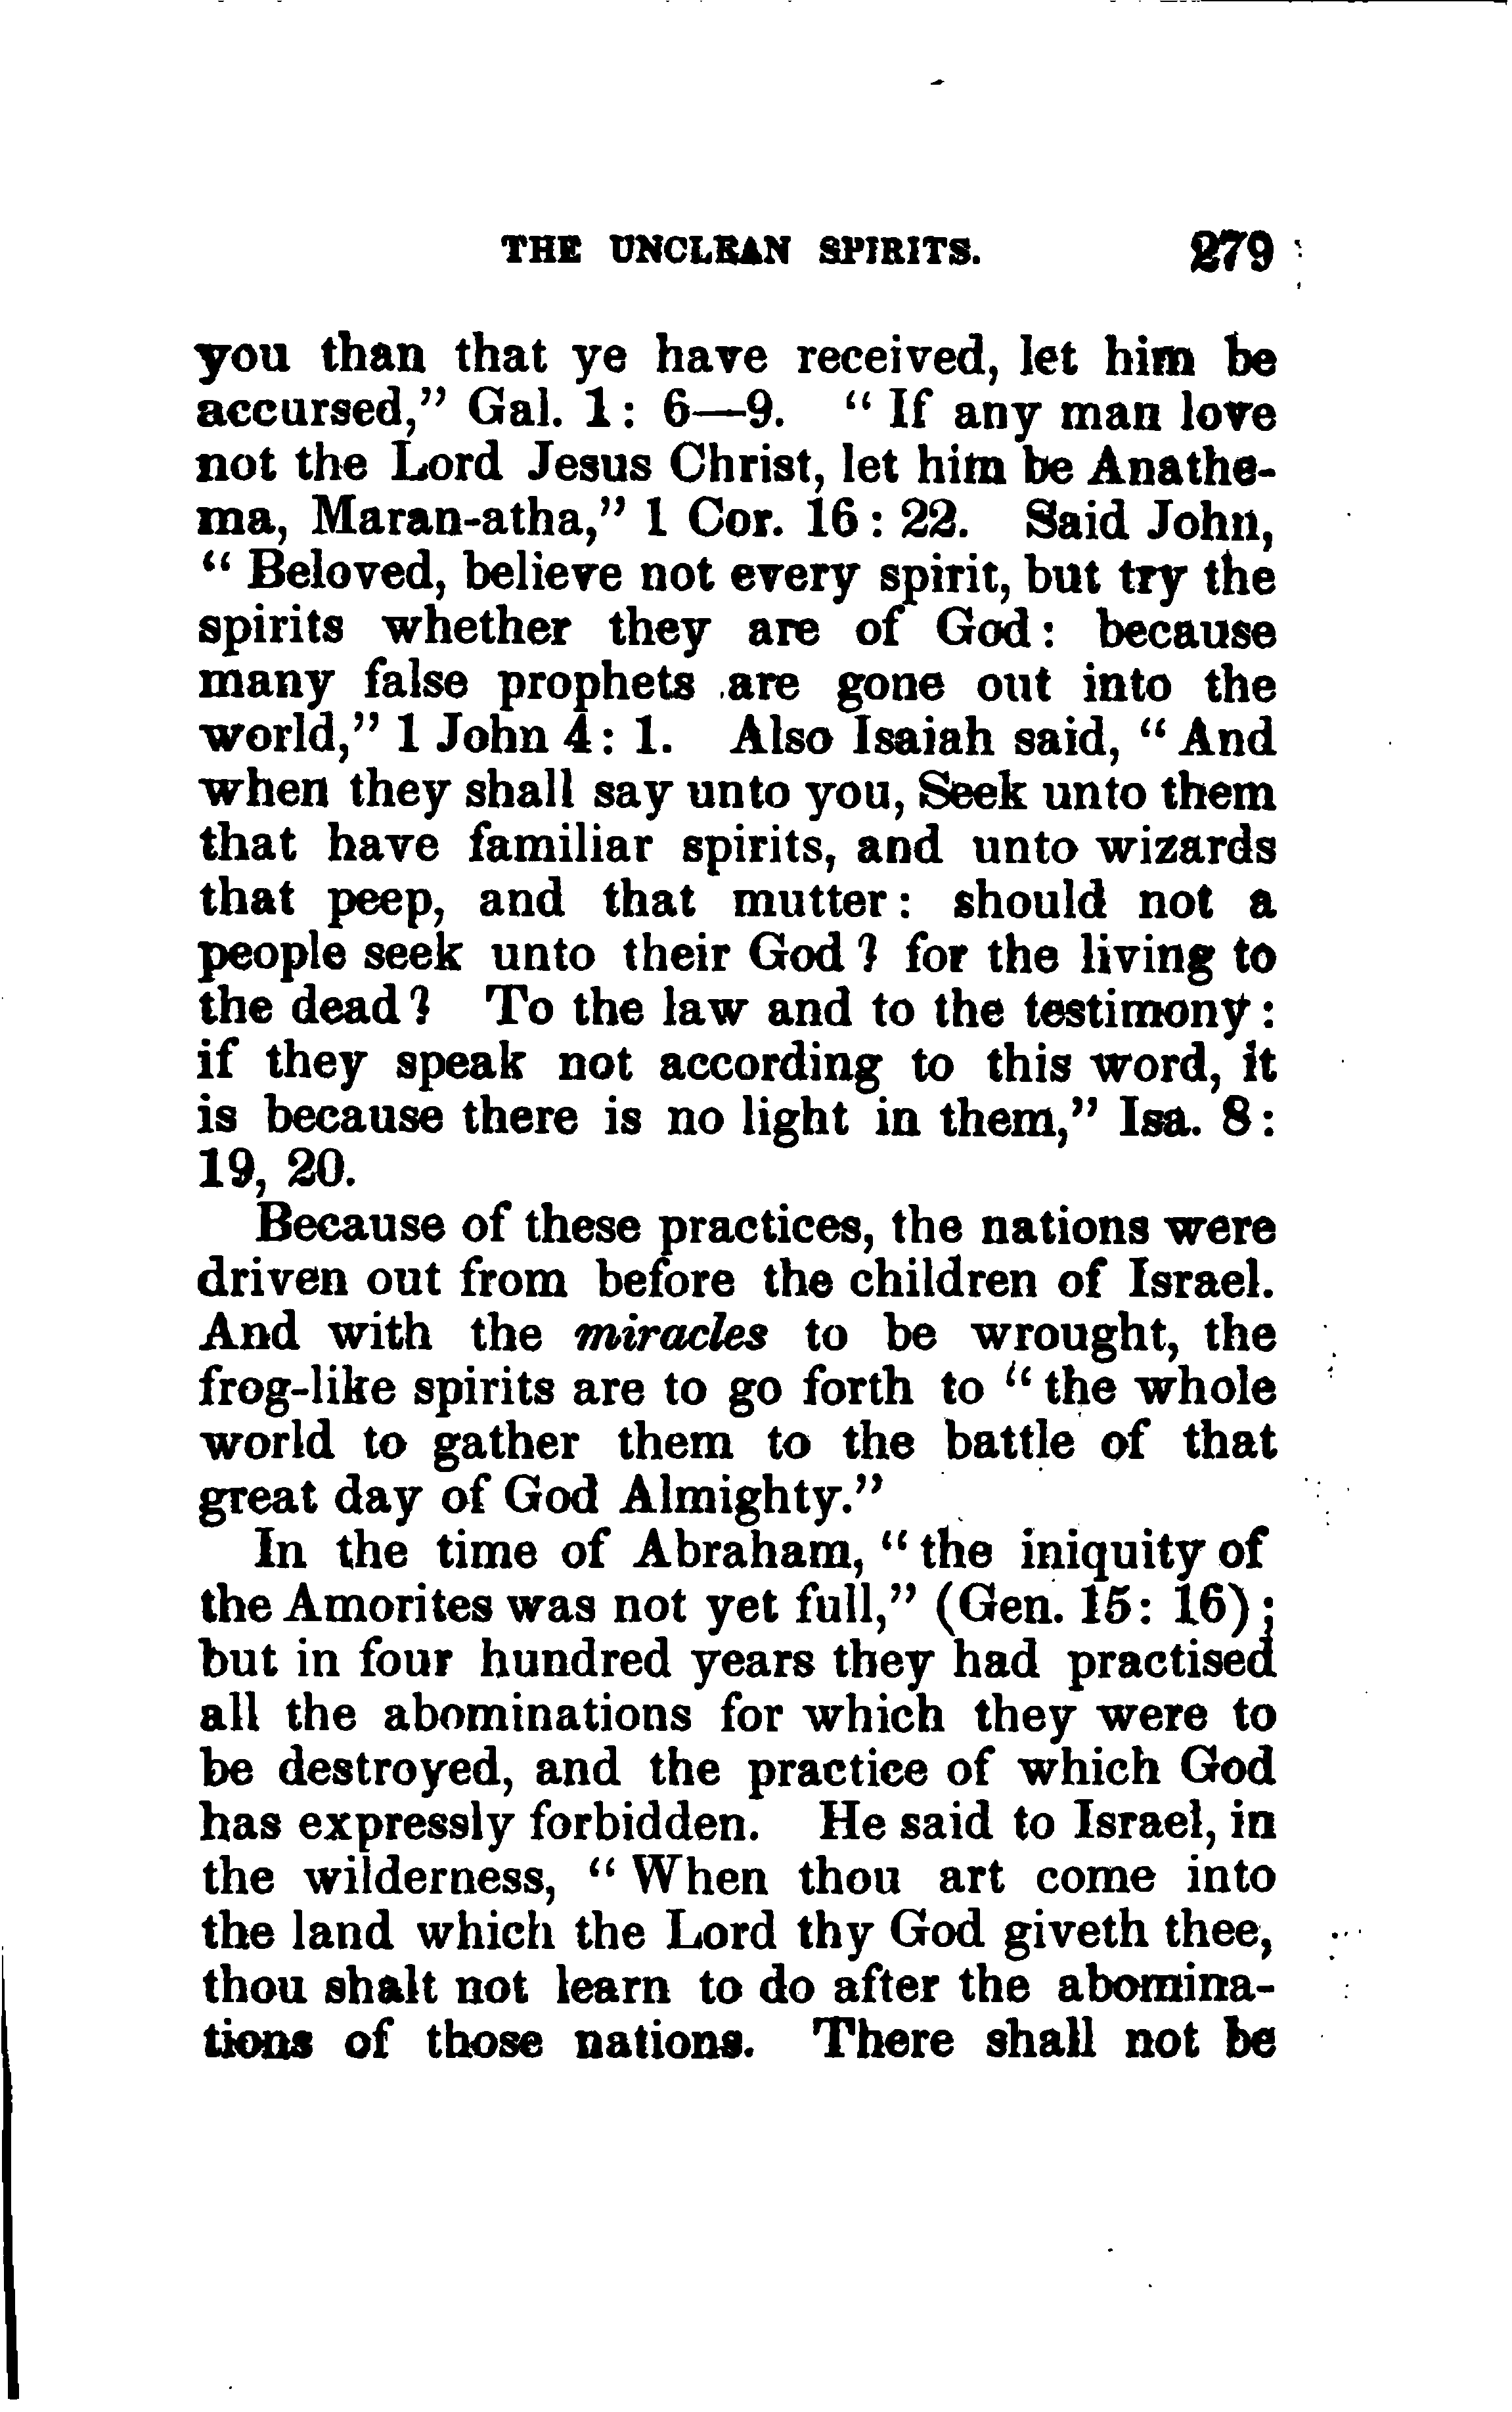 THE UNCLEAN SPIRITS. 279
you than that ye have received, let him be
accursed,” Gal. 1: 6—9. “If any man love
not the Lord Jesus Christ, let him be Anathe-
ma, Maran-atha,” 1 Cor. 16: 22. Said John,
“Beloved, believe not every spirit, but try the
spirits whether they are of God: because
many false prophets are gone out into the
world,” 1 John 4: 1. Also Isaiah said, “And
when they shall say unto you, Seek unto them
that have familiar spirits, and unto wizards
that peep, and that mutter: should not a
people seek unto their God? for the living to
the dead? To the law and to the testimony:
if they speak not according to this word, it
is because there is no light in them,” Isa. 8:
19, 20.
Because of these practices, the nations were
driven out from before the children of Israel.
And with the miracles to be wrought, the
frog-like spirits are to go forth to “the whole
world to gather them to the battle of that
great day of God Almighty.”
In the time of Abraham, “the iniquity of
the Amorites was not yet full,” (Gen. 15: 16);
but in four hundred years they had practised
all the abominations for which they were to
be destroyed, and the practice of which God
has expressly forbidden. He said to Israel, in
the wilderness, “When thou art come into
the land which the Lord thy God giveth thee,
thou shalt not learn to do after the abomina-
tions of those nations. There shall not be